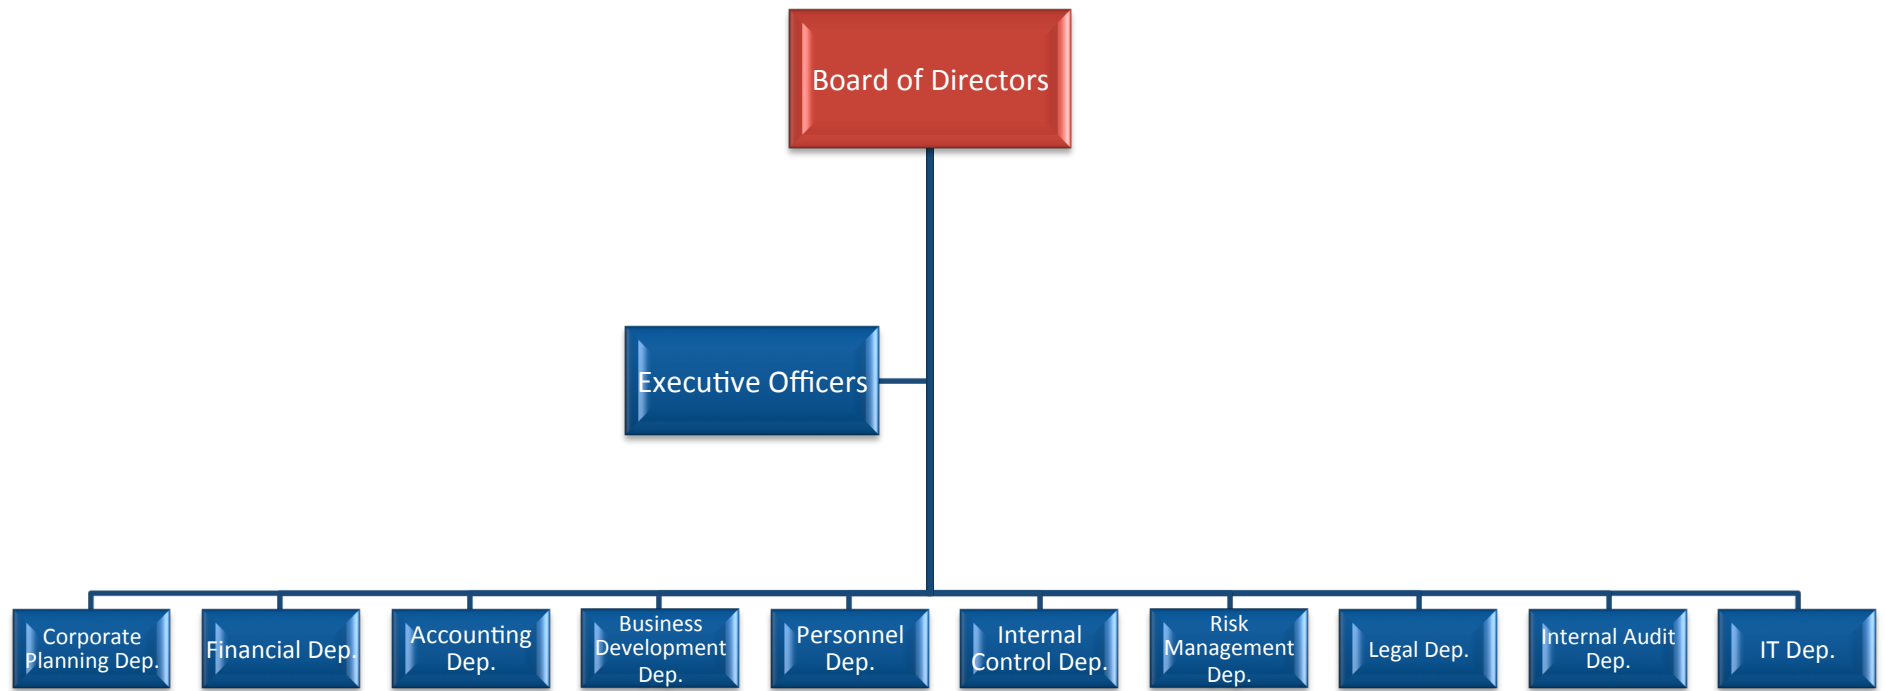 Board of Directors
Executive Officers
Corporate
Planning Dep.
Financial Dep.
Accounting
Dep.
Business
Development
Dep.
Personnel
Dep.
Internal
Control Dep.
Risk
Management
Dep.
Legal Dep.
Internal Audit
Dep.
IT Dep.